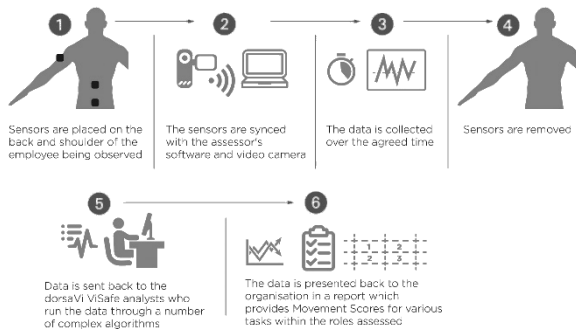 1
2
3
4
Sensors are placed on the
back and shoulder of the
employee being observed
The sensors are synced
with the assessor's
software and video camera
The data is collected
over the agreed time
Sensors are removed
5
6
1 2
2 3
Data is sent back to the
dorsaVi ViSafe analysts who
run the data through a number
of complex algorithms
The data is presented back to the
organisation in a report which
provides Movement Scores for various
tasks within the roles assessed